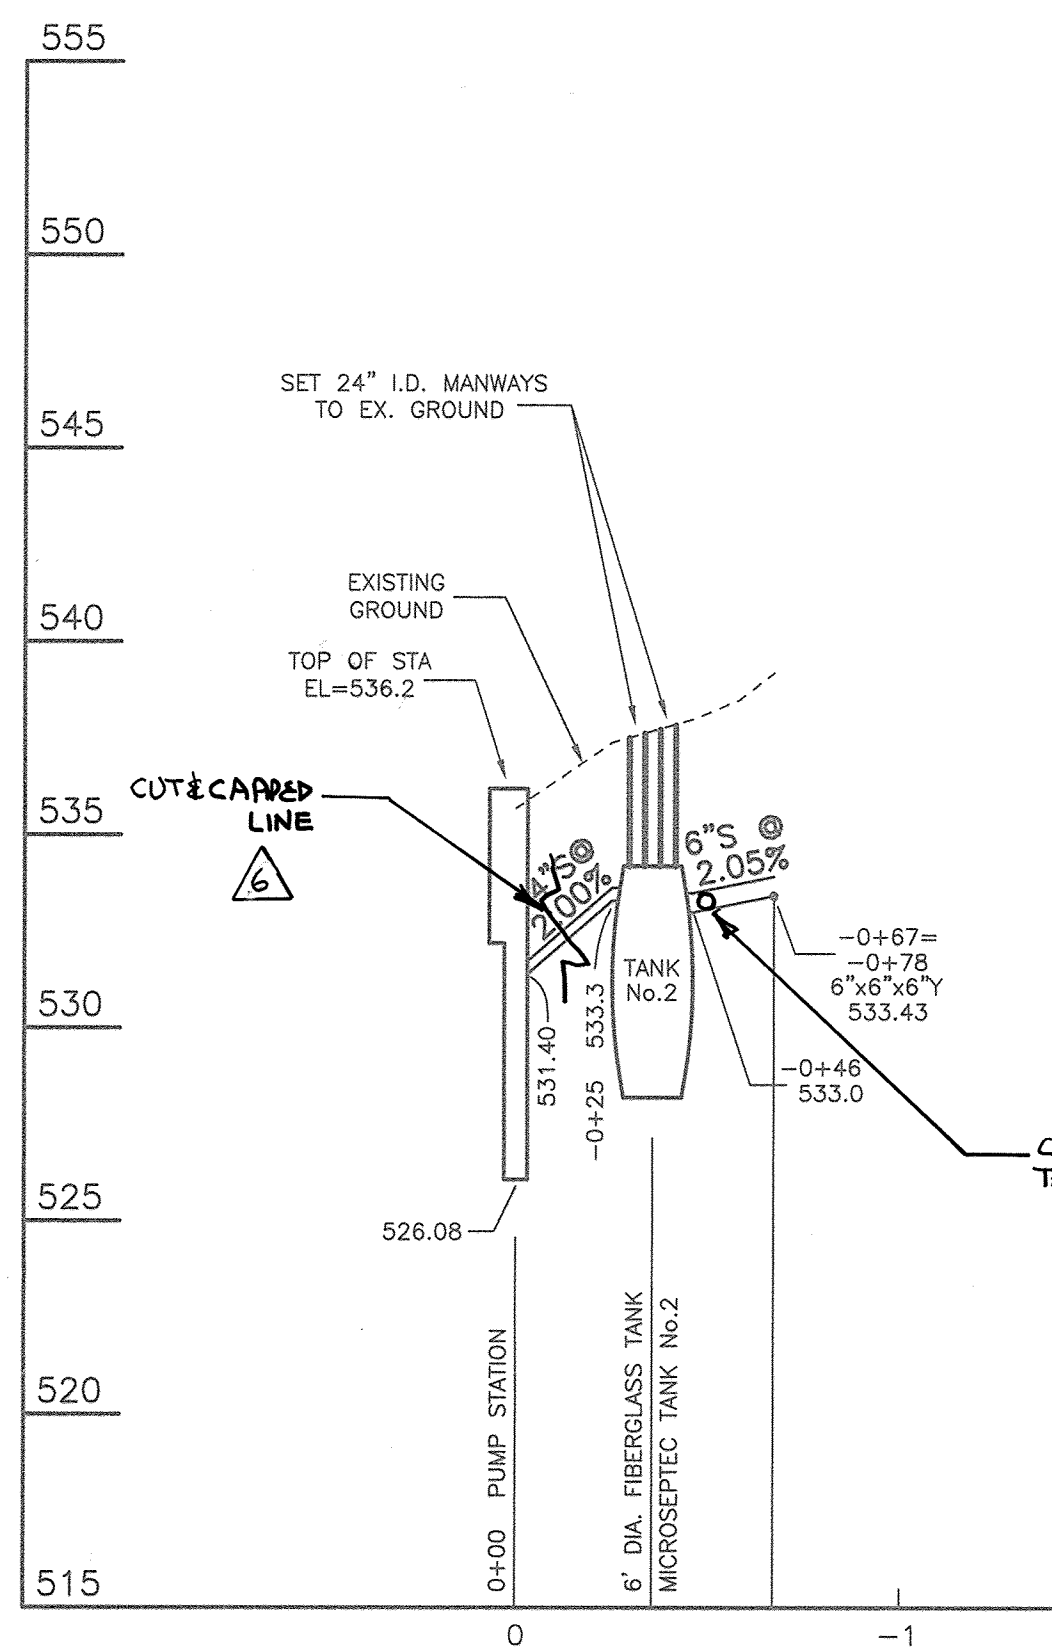 555
550
SET 24" I.D. MANWAYS
TO EX. GROUND
545
EXISTING
GROUND
540
TOP OF STA
EL=536.2
CUT & CAPPED
LINE
6
535
4"S @
2.00%
6"S @
2.05%
-0+67=
-0+78
6"x6"x6"Y
533.43
TANK
No.2
530
531.40
-0+25 533.3
-0+46
533.0
525
526.08
520
0+00 PUMP STATION
6' DIA. FIBERGLASS TANK
MICROSEPTEC TANK No.2
515
0
-1